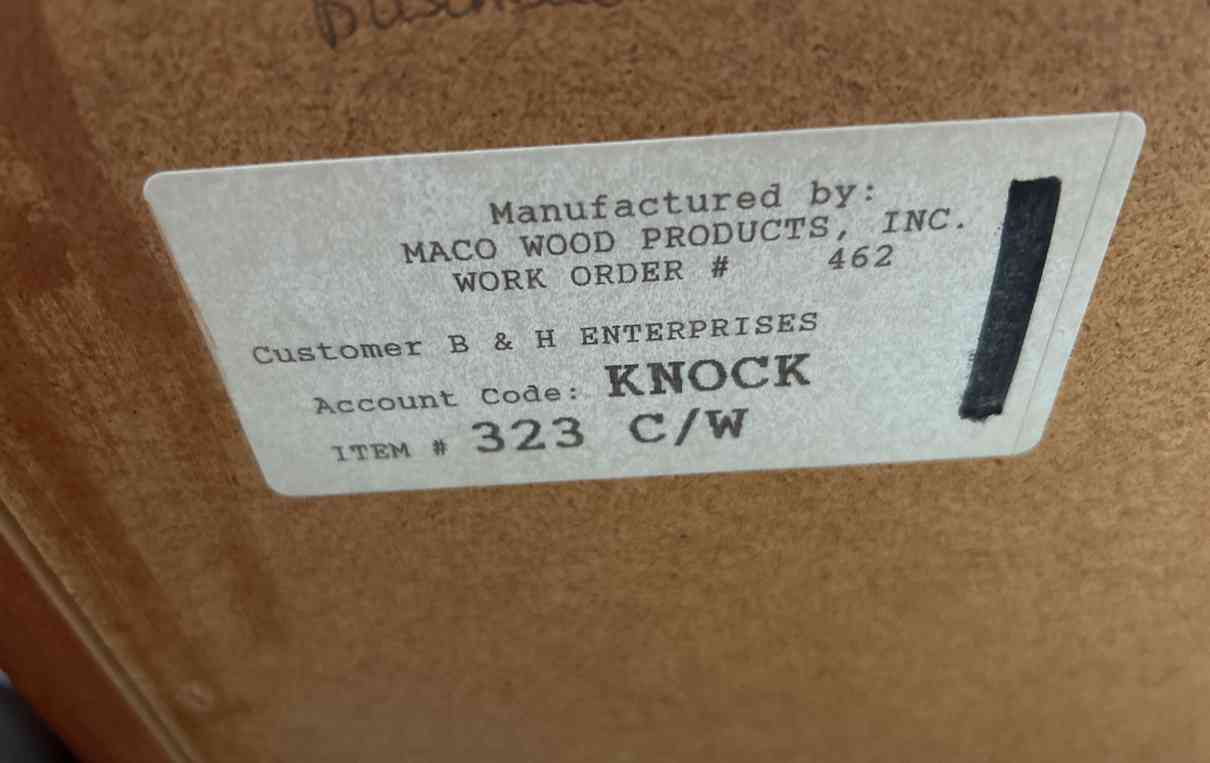 Manufactured by:
MACO WOOD PRODUCTS, INC.
WORK ORDER # 462
Customer B & H ENTERPRISES
Account Code: KNOCK
ITEM # 323 C/W